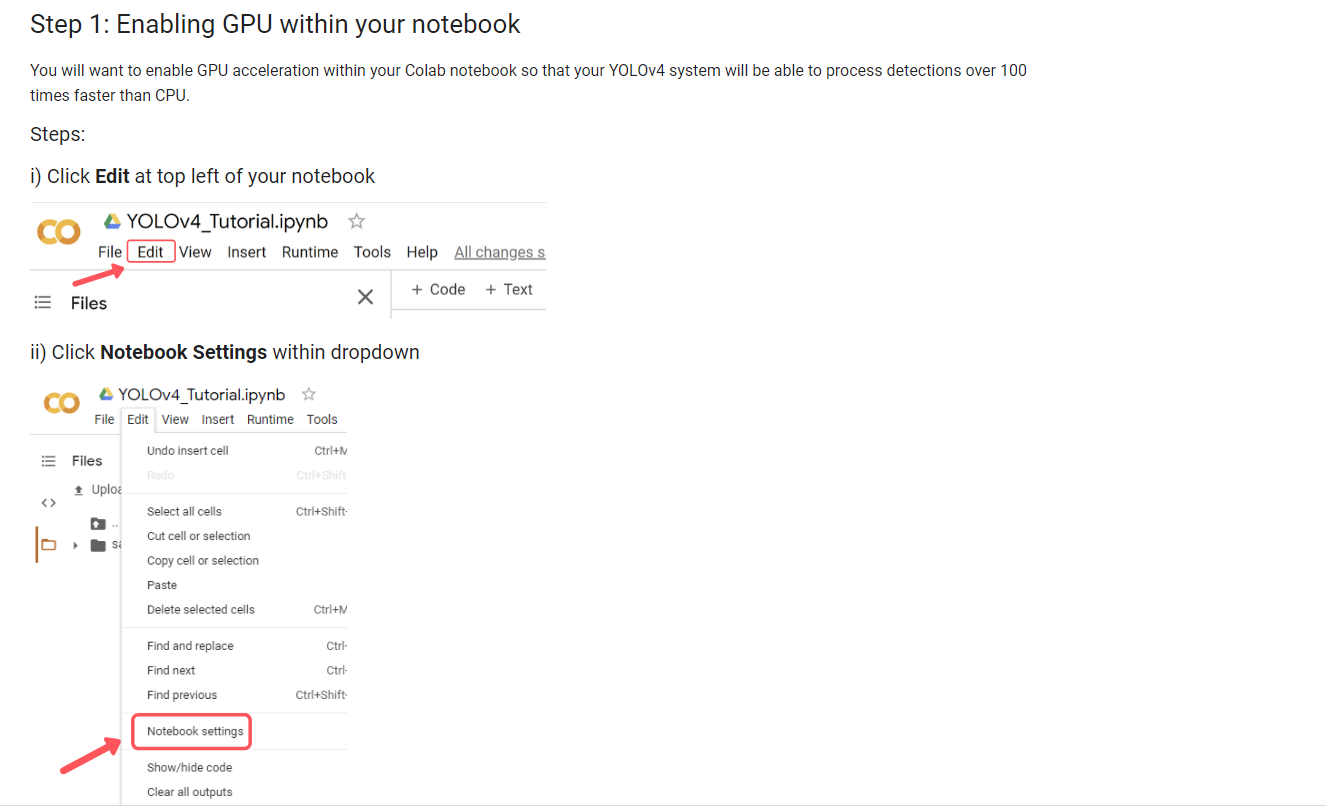 Step 1: Enabling GPU within your notebook
You will want to enable GPU acceleration within your Colab notebook so that your YOLOv4 system will be able to process detections over 100
times faster than CPU.
Steps:
i) Click Edit at top left of your notebook
YOLOv4_Tutorial.ipynb
File Edit View Insert Runtime Tools Help All changes s
Files
+ Code + Text
ii) Click Notebook Settings within dropdown
YOLOv4_Tutorial.ipynb
File Edit View Insert Runtime Tools
Undo insert cell Ctrl+M
Files
Redo Ctrl+Shift
Uploa
Select all cells Ctrl+Shift-
..
Cut cell or selection
sa
Copy cell or selection
Paste
Delete selected cells Ctrl+M
Find and replace Ctrl-
Find next Ctrl-
Find previous Ctrl+Shift-
Notebook settings
Show/hide code
Clear all outputs